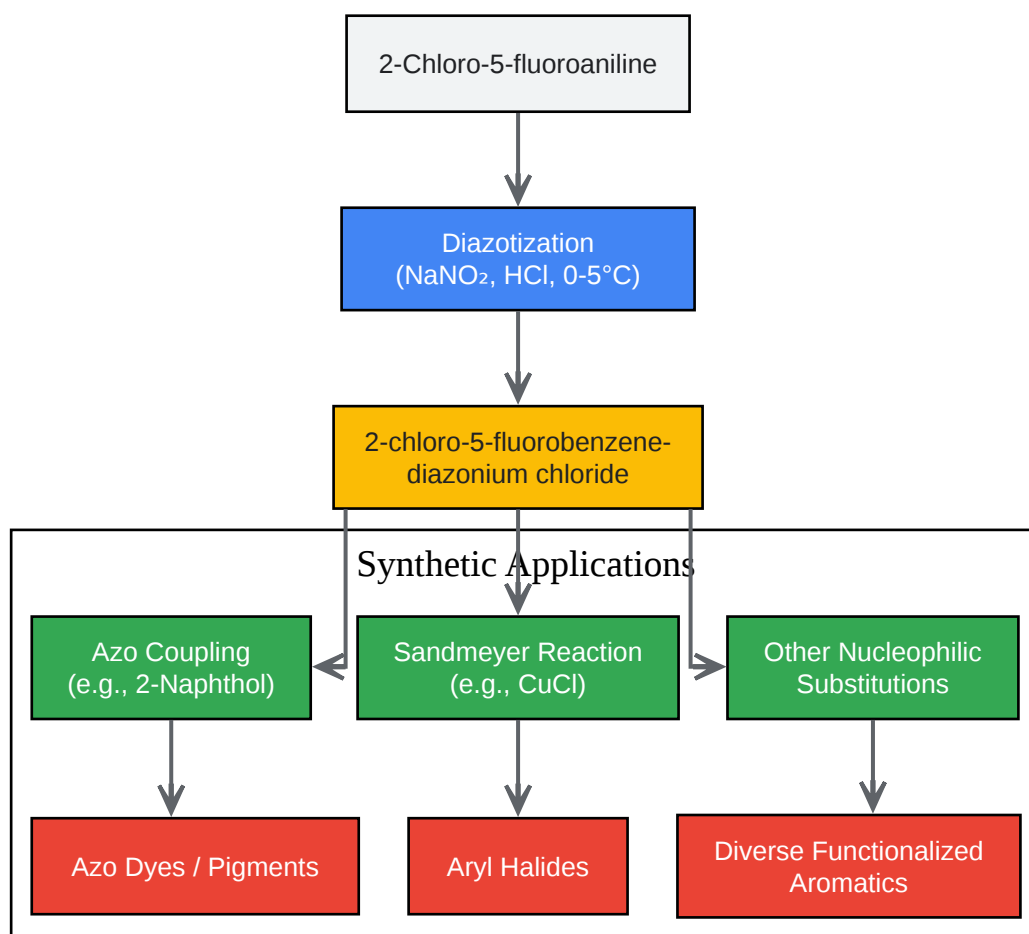 2-Chloro-5-fluoroaniline
Diazotization
(NaNO₂, HCl, 0-5°C)
2-chloro-5-fluorobenzene-
diazonium chloride
Synthetic Applications
Azo Coupling
(e.g., 2-Naphthol)
Sandmeyer Reaction
(e.g., CuCl)
Other Nucleophilic
Substitutions
Azo Dyes / Pigments
Aryl Halides
Diverse Functionalized
Aromatics